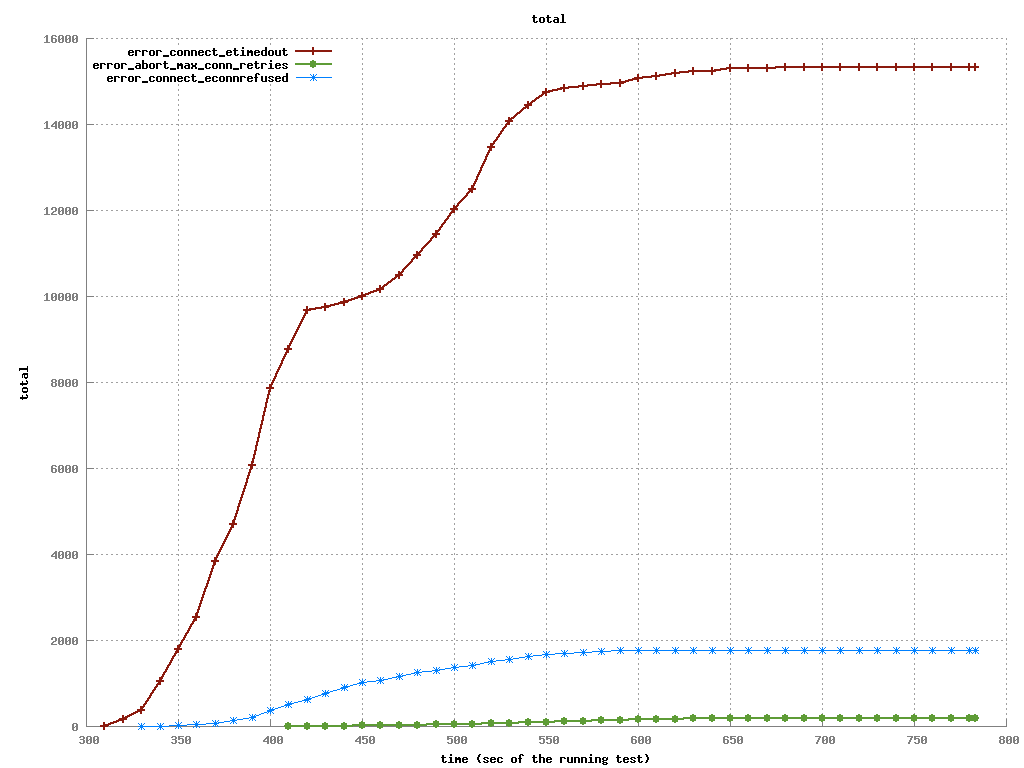 total
16000
14000
12000
10000
8000
6000
4000
2000
0
error_connect_etimedout
error_abort_max_conn_retries
error_connect_econnrefused
total
300 350 400 450 500 550 600 650 700 750 800
time (sec of the running test)